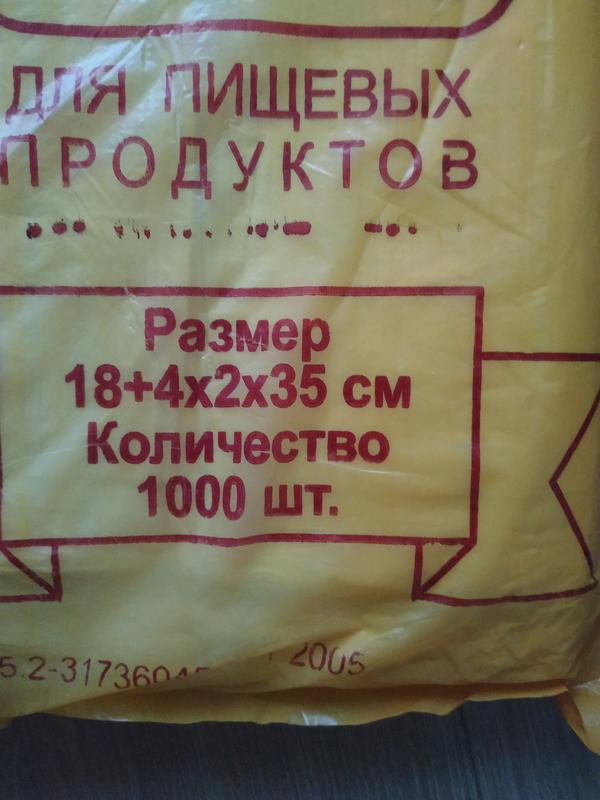 ДЛЯ ПИЩЕВЫХ
ПРОДУКТОВ
Размер
18+4х2х35 см
Количество
1000 шт.
2005